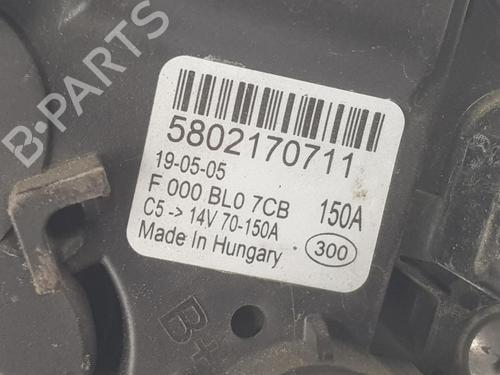 5802170711
19-05-05
F 000 BL0 7CB 150A
C5 -> 14V 70-150A
Made In Hungary 300
B+
B-PARTS